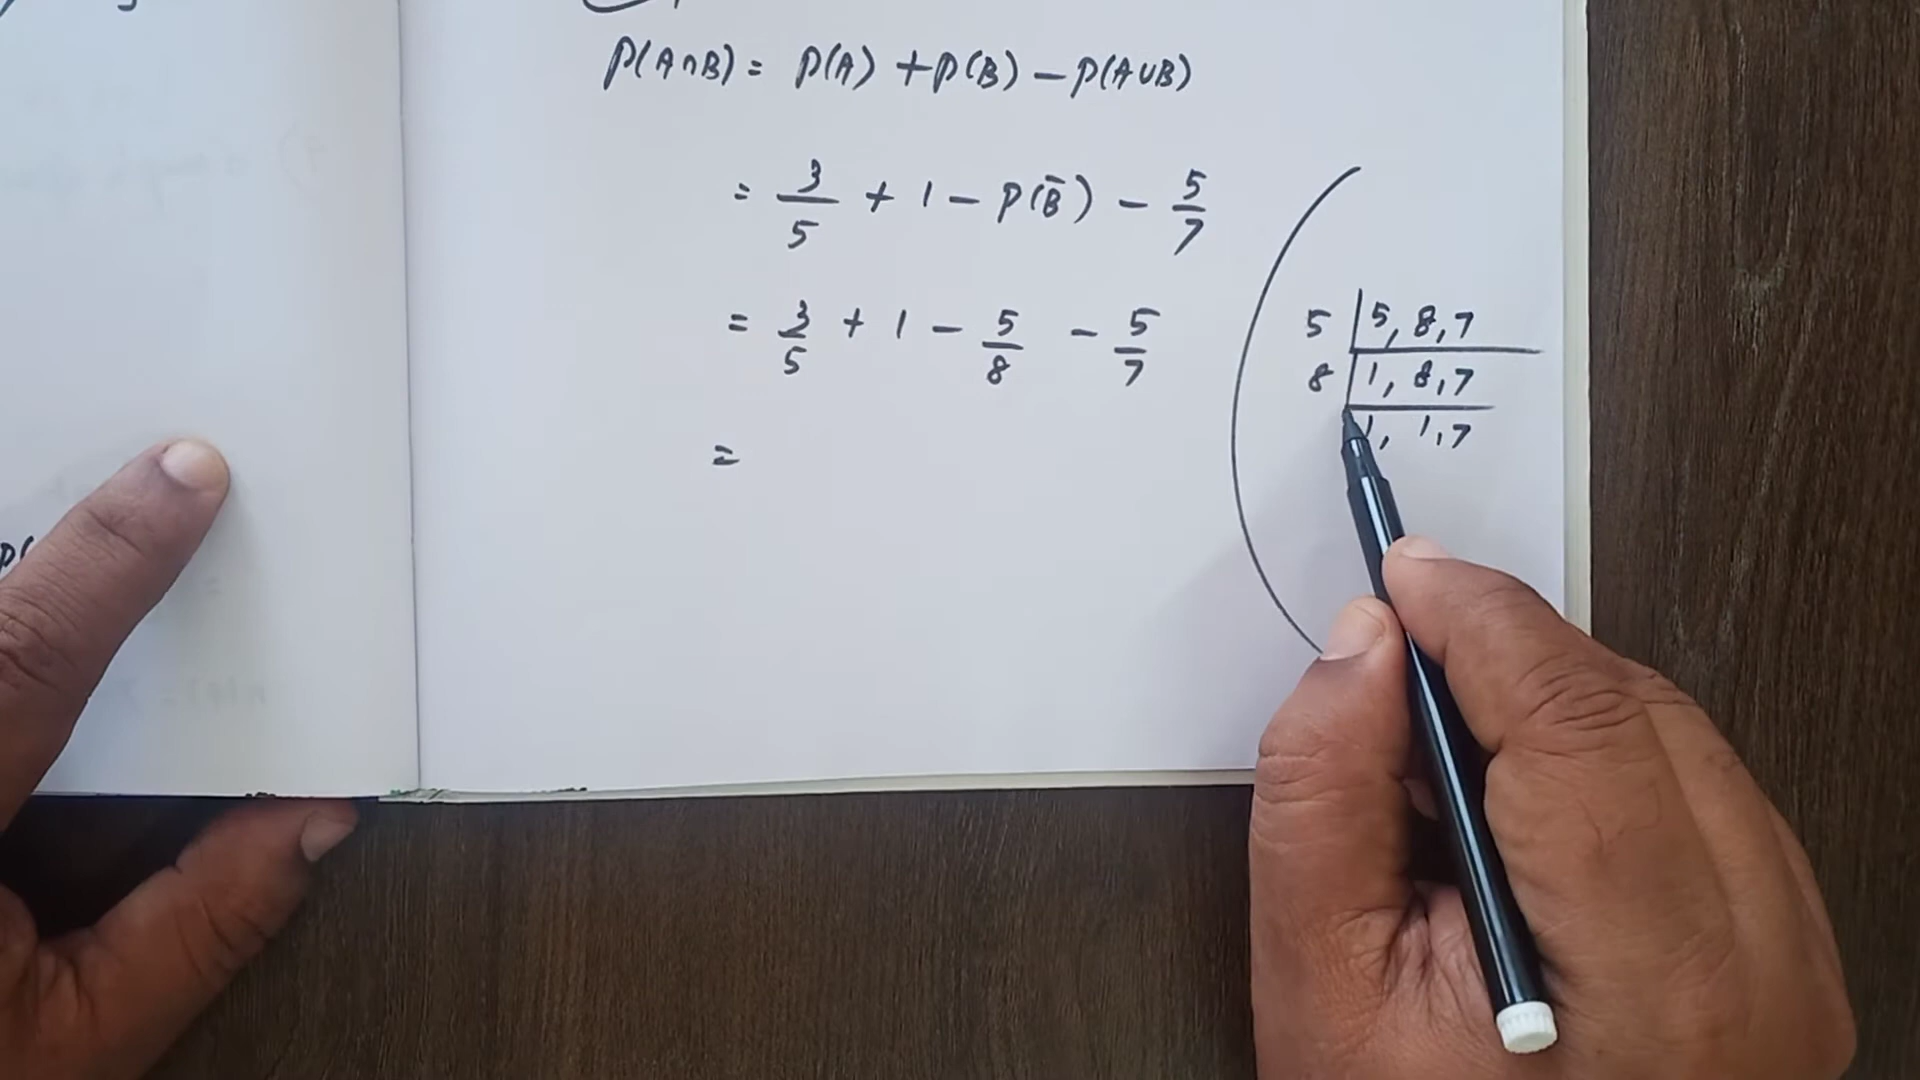 P(A∩B) = P(A) + P(B) − P(A∪B)
= 3/5 + 1 − P(B̄) − 5/7
= 3/5 + 1 − 5/8 − 5/7
=
5 | 5, 8, 7
8 | 1, 8, 7
1, 1, 7
P(